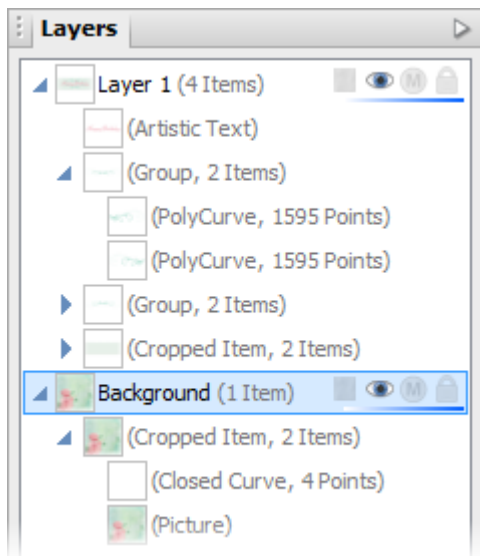 Layers
Layer 1 (4 Items)
M
(Artistic Text)
(Group, 2 Items)
(PolyCurve, 1595 Points)
(PolyCurve, 1595 Points)
(Group, 2 Items)
(Cropped Item, 2 Items)
Background (1 Item)
M
(Cropped Item, 2 Items)
(Closed Curve, 4 Points)
(Picture)